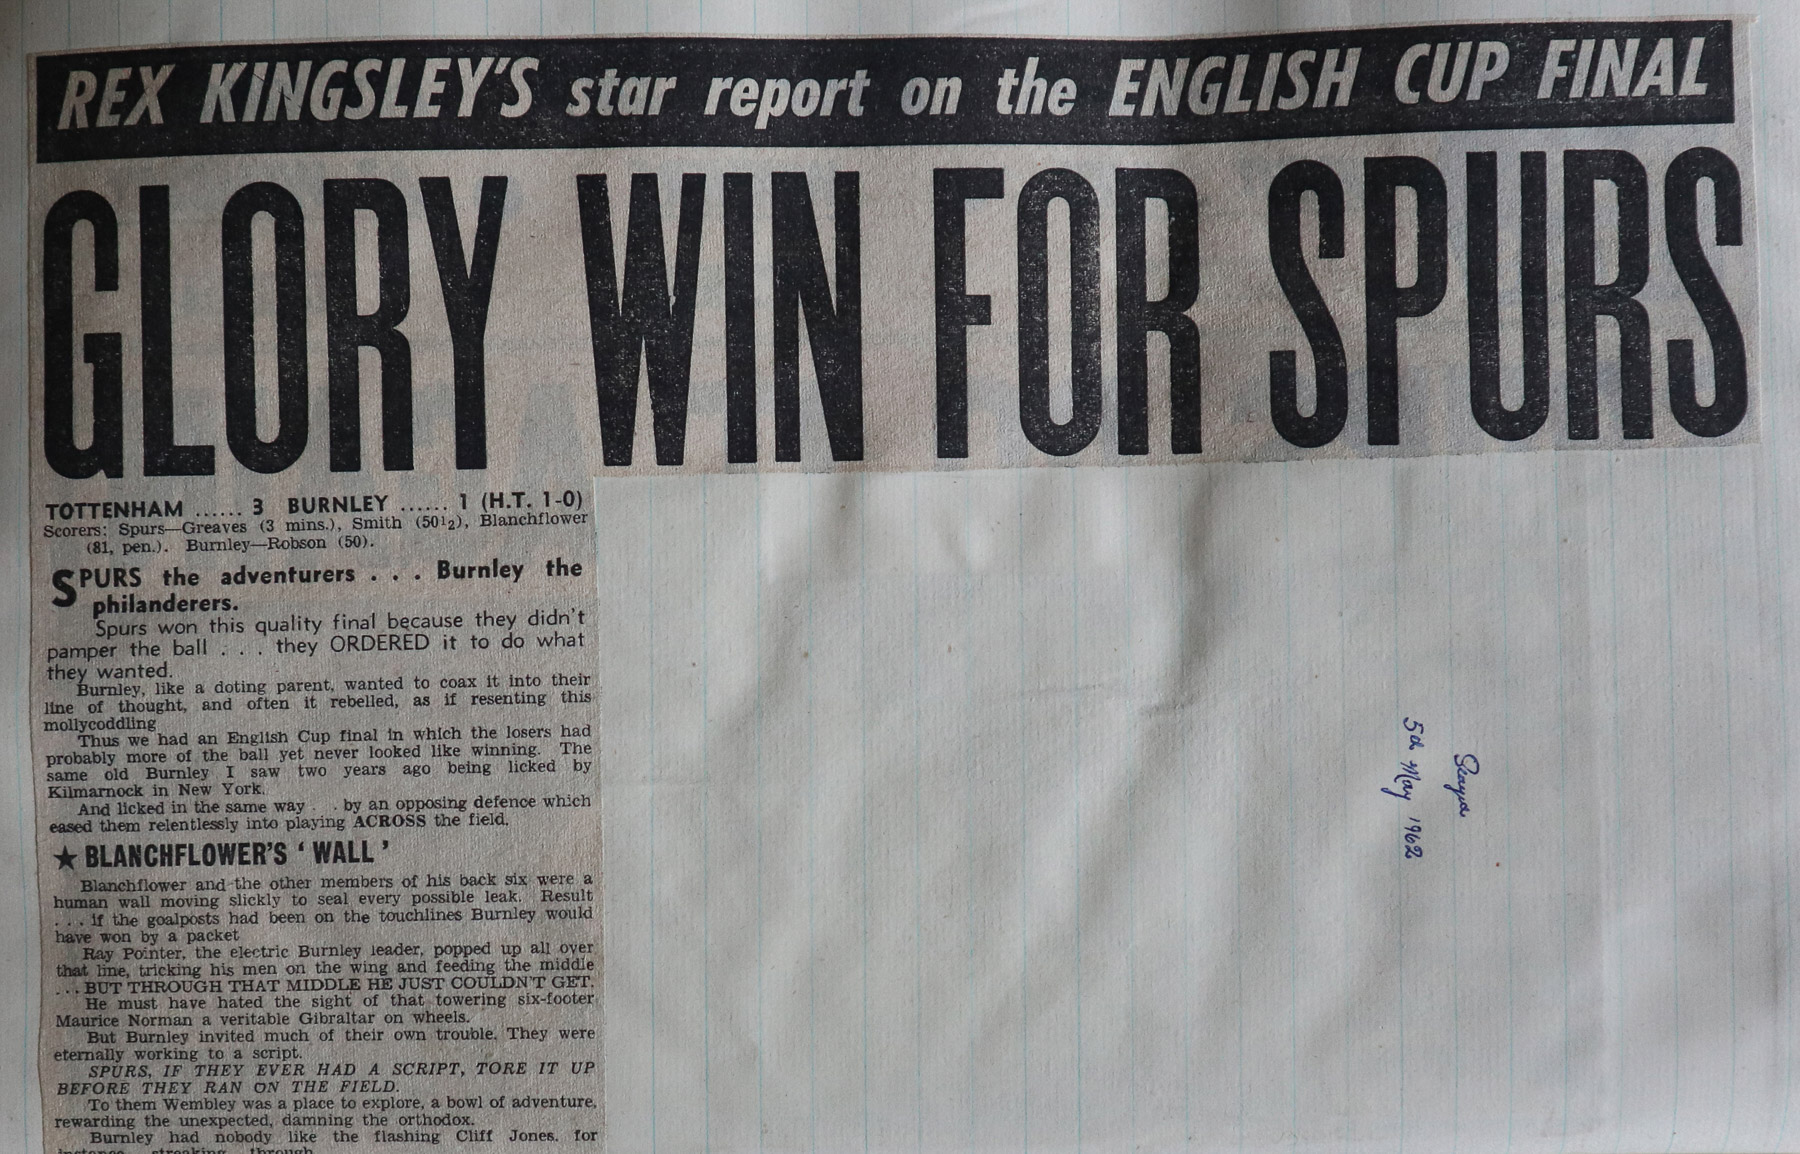 REX KINGSLEY'S star report on the ENGLISH CUP FINAL
GLORY WIN FOR SPURS
TOTTENHAM ...... 3 BURNLEY ...... 1 (H.T. 1-0)
Scorers: Spurs—Greaves (3 mins.), Smith (50½), Blanchflower
(81, pen.). Burnley—Robson (50).
SPURS the adventurers . . . Burnley the
philanderers.
Spurs won this quality final because they didn't
pamper the ball . . . they ORDERED it to do what
they wanted.
Burnley, like a doting parent, wanted to coax it into their
line of thought, and often it rebelled, as if resenting this
mollycoddling
Thus we had an English Cup final in which the losers had
probably more of the ball yet never looked like winning. The
same old Burnley I saw two years ago being licked by
Kilmarnock in New York.
And licked in the same way . . by an opposing defence which
eased them relentlessly into playing ACROSS the field.
★ BLANCHFLOWER'S ‘ WALL ’
Blanchflower and the other members of his back six were a
human wall moving slickly to seal every possible leak. Result
. . . if the goalposts had been on the touchlines Burnley would
have won by a packet
Ray Pointer, the electric Burnley leader, popped up all over
that line, tricking his men on the wing and feeding the middle
. . . BUT THROUGH THAT MIDDLE HE JUST COULDN'T GET.
He must have hated the sight of that towering six-footer
Maurice Norman a veritable Gibraltar on wheels.
But Burnley invited much of their own trouble. They were
eternally working to a script.
SPURS, IF THEY EVER HAD A SCRIPT, TORE IT UP
BEFORE THEY RAN ON THE FIELD.
To them Wembley was a place to explore, a bowl of adventure,
rewarding the unexpected, damning the orthodox.
Burnley had nobody like the flashing Cliff Jones, for
instance, streaking through
May 1962